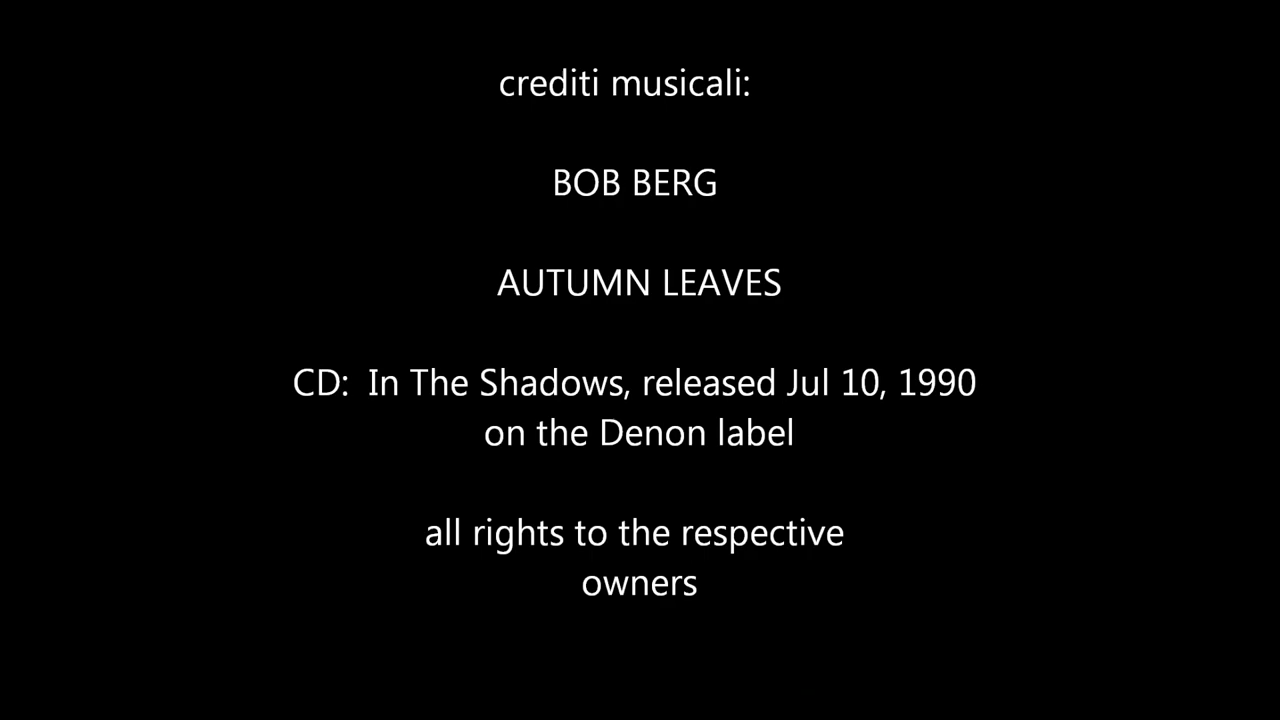 crediti musicali:
BOB BERG
AUTUMN LEAVES
CD:  In The Shadows, released Jul 10, 1990
on the Denon label
all rights to the respective
owners